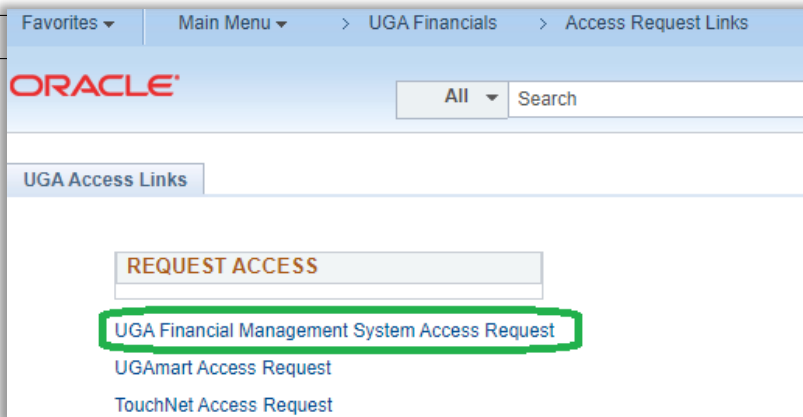 Favorites Main Menu > UGA Financials > Access Request Links
ORACLE
All Search
UGA Access Links
REQUEST ACCESS
UGA Financial Management System Access Request
UGAmart Access Request
TouchNet Access Request